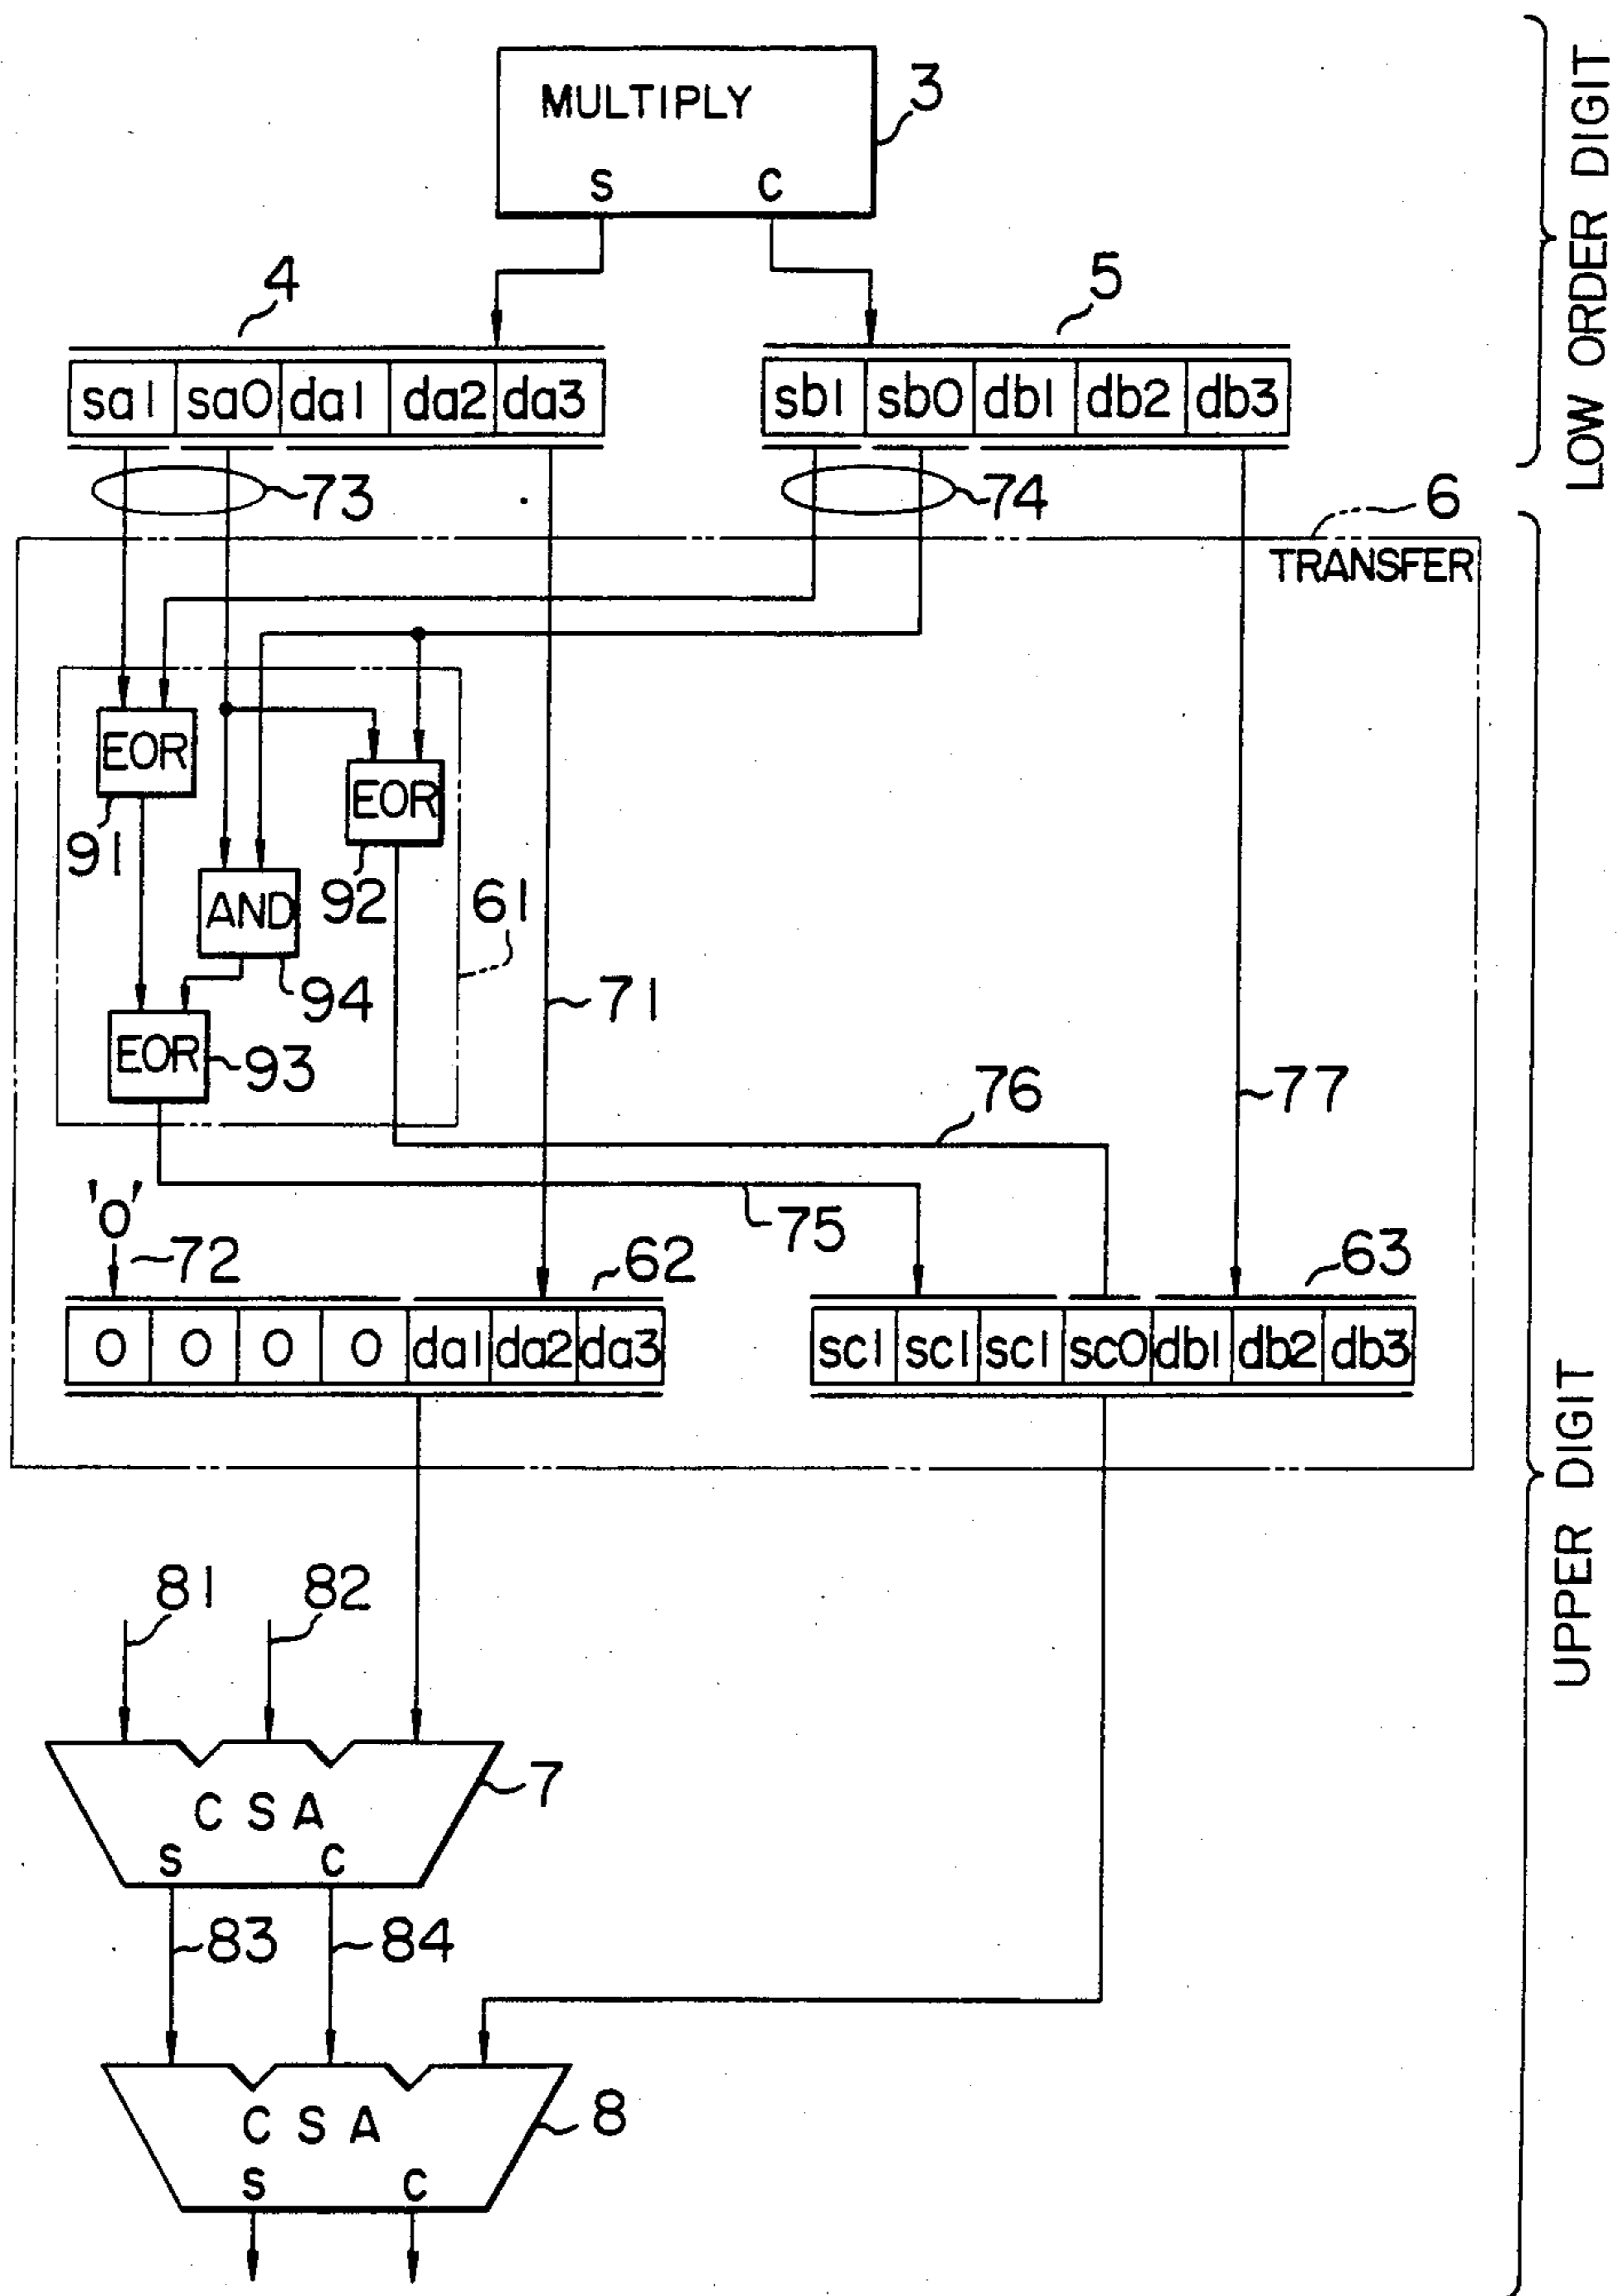 MULTIPLY
3
S C
4
5
sa1 sa0 da1 da2 da3
sb1 sb0 db1 db2 db3
73
74
6
TRANSFER
EOR
EOR
91
92
AND
61
94
71
EOR
93
76
77
'0'
75
72
62
63
0 0 0 0 da1 da2 da3
sc1 sc1 sc1 sc0 db1 db2 db3
81
82
CSA
7
S C
83
84
CSA
8
S C
LOW ORDER DIGIT
UPPER DIGIT